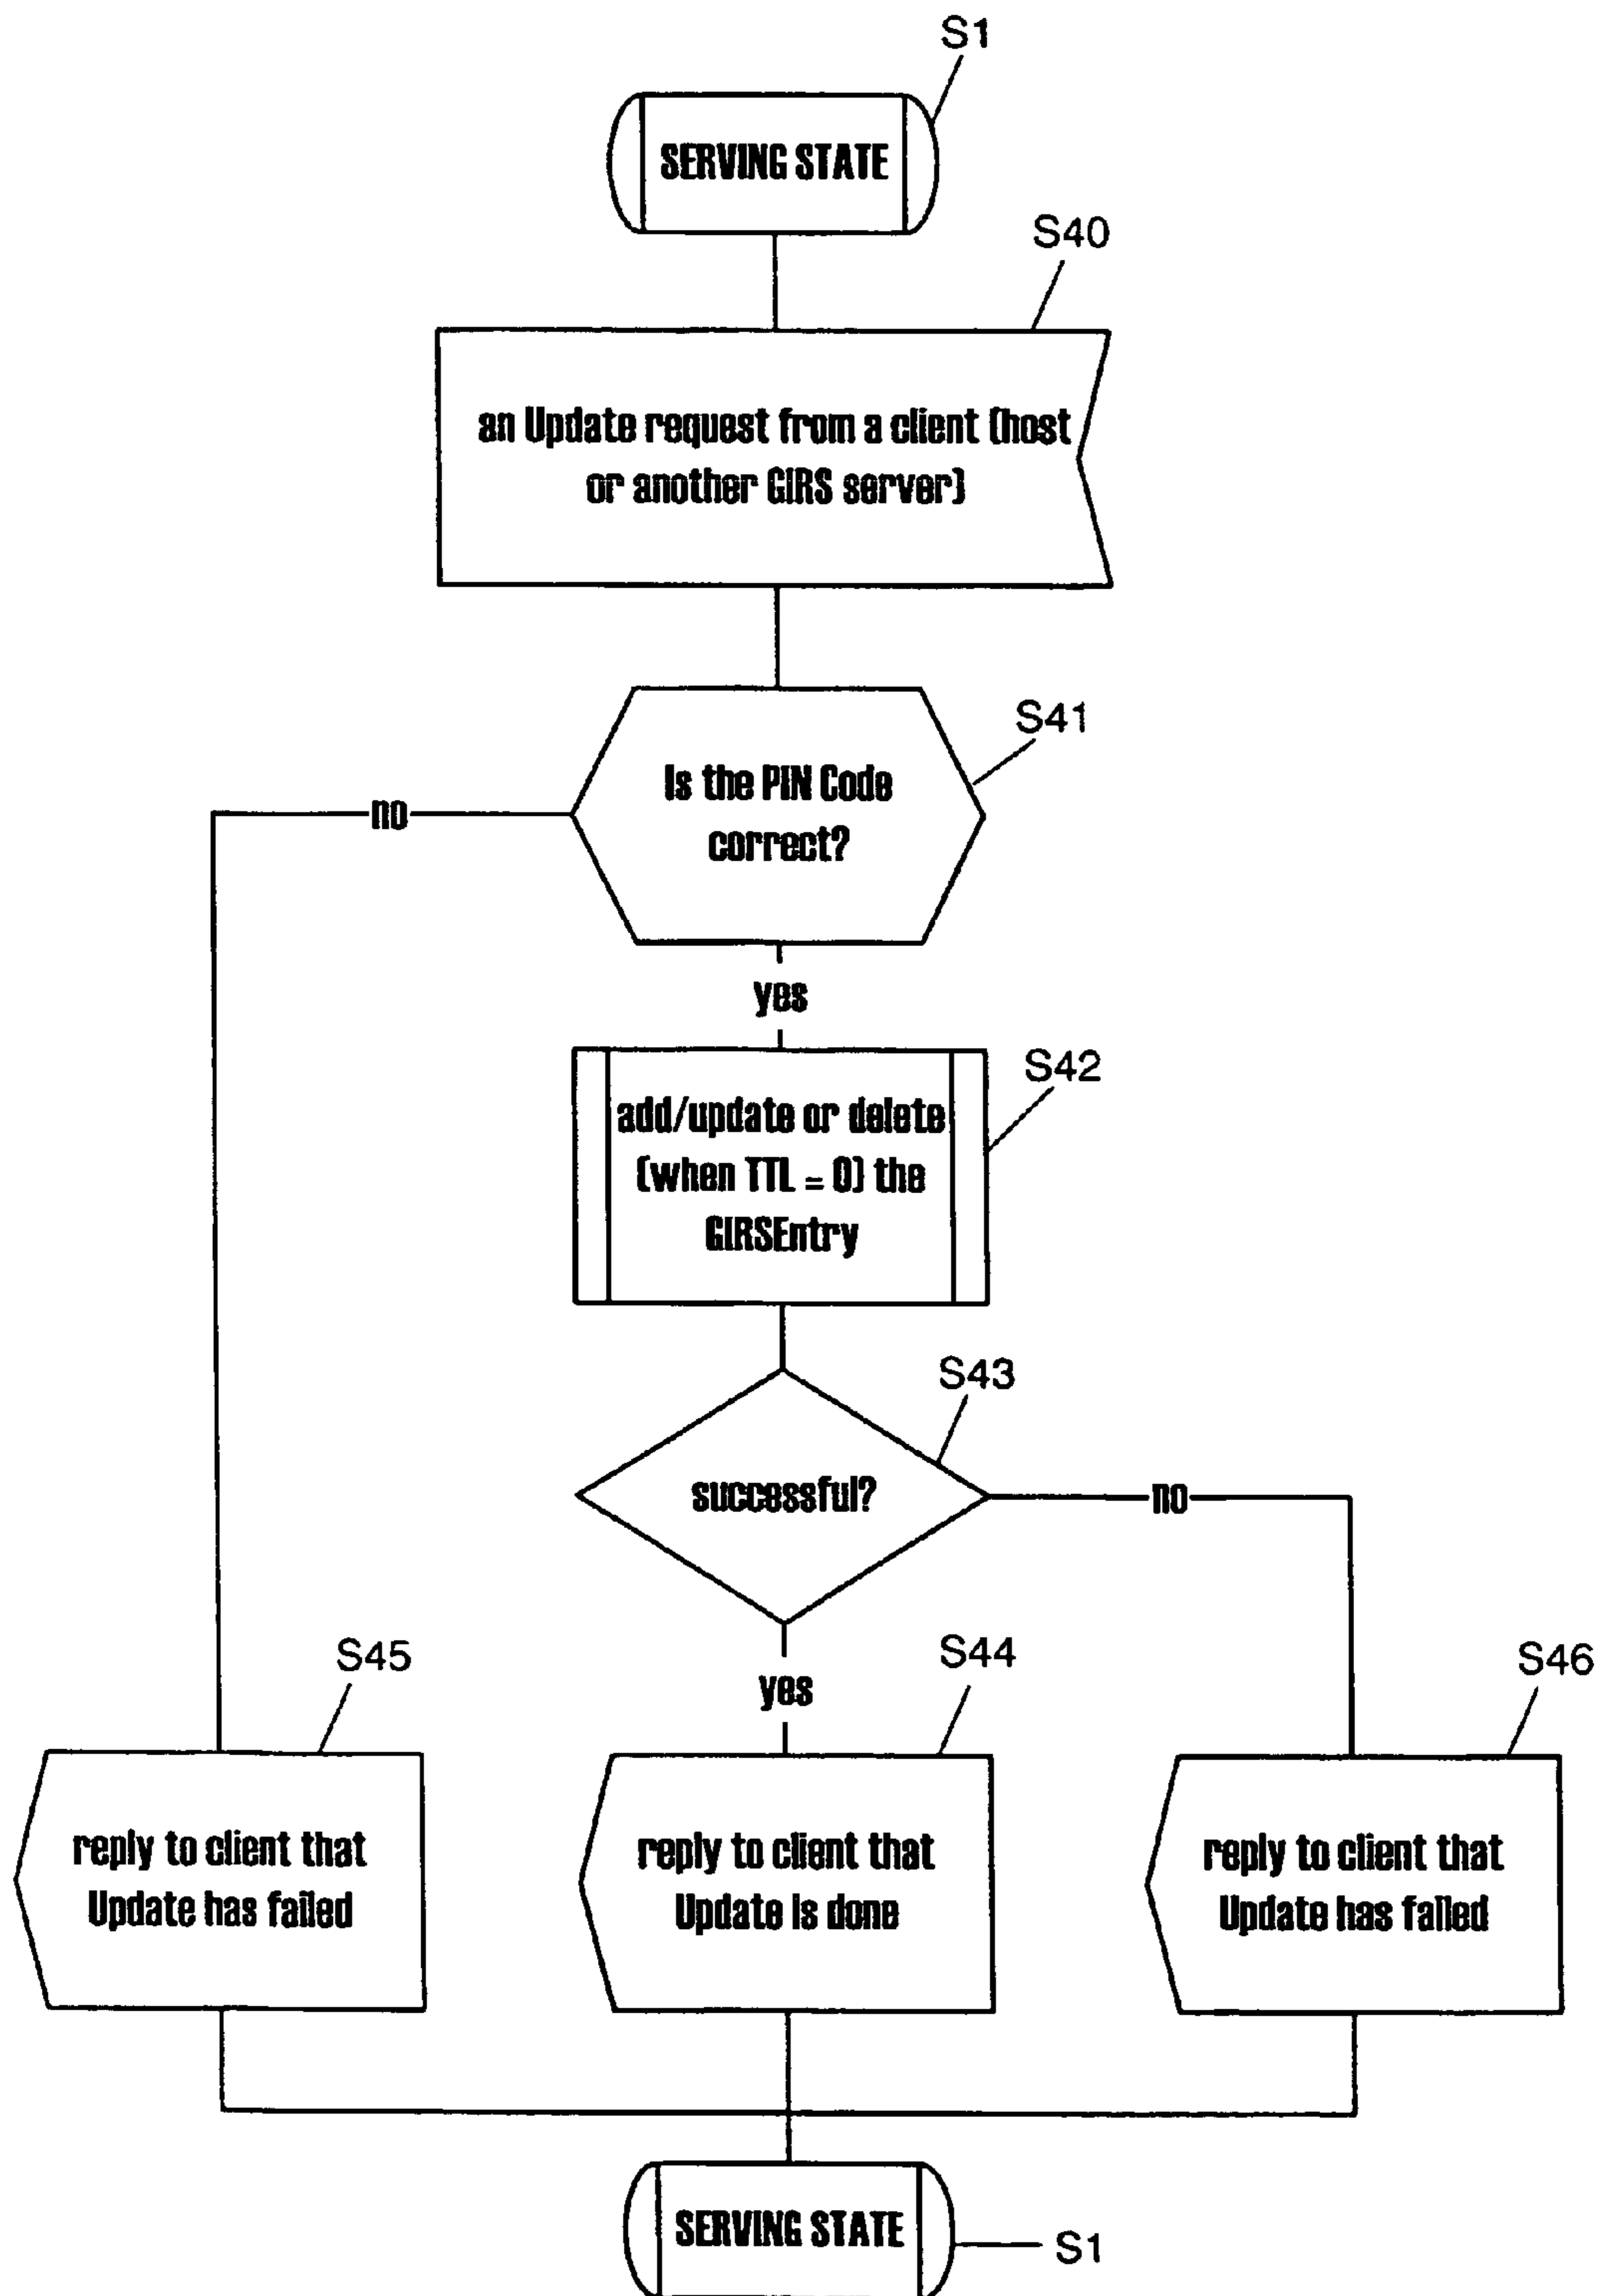 S1
SERVING STATE
S40
an Update request from a client (host
or another GIRS server)
S41
Is the PIN Code
correct?
no
yes
S42
add/update or delete
(when TTL = 0) the
GIRSEntry
S43
successful?
no
yes
S45
S44
S46
reply to client that
Update has failed
reply to client that
Update is done
reply to client that
Update has failed
SERVING STATE
S1